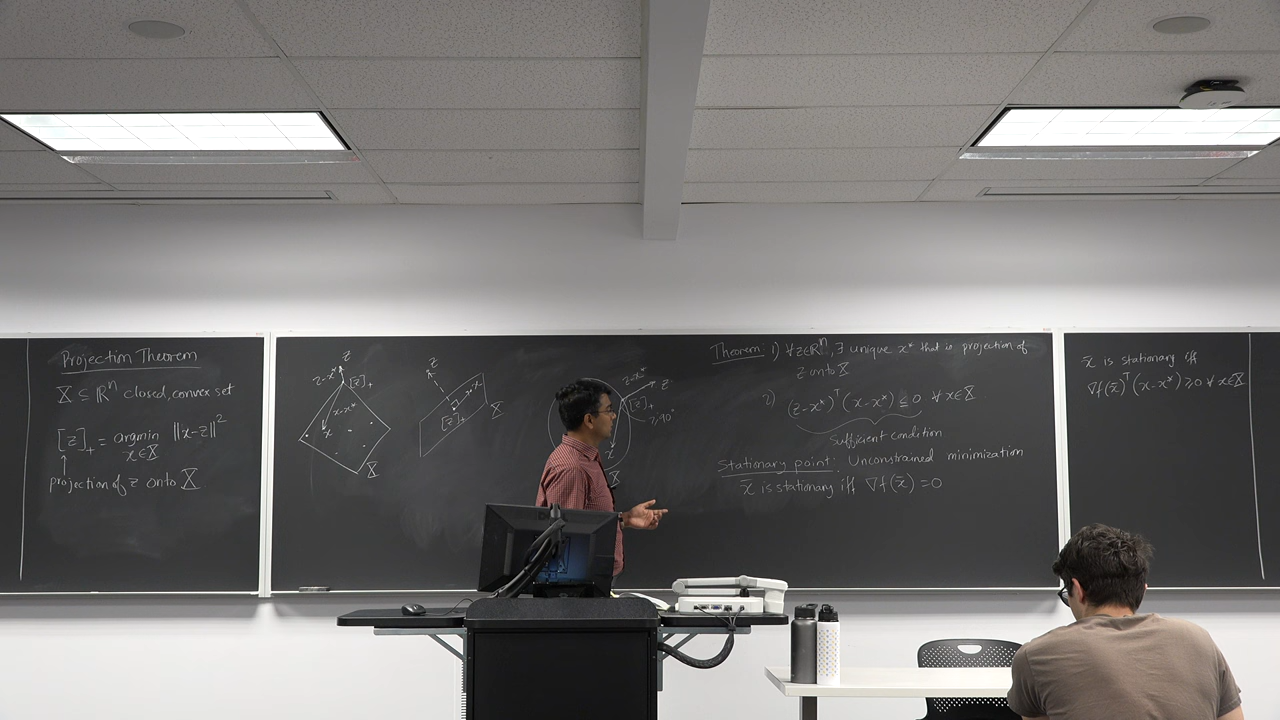 Projection Theorem
X ⊆ ℝⁿ closed, convex set
[z]₊ = argmin ||x-z||²
x∈X
projection of z onto X
z
z-x*
[z]₊
x-x*
x
X
z
x
[z]₊
X
z-x*
z
[z]₊
≥90°
x
X
Theorem: 1) ∀z∈ℝⁿ, ∃ unique x* that is projection of
z onto X
2) (z-x*)ᵀ(x-x*) ≤ 0 ∀ x∈X
Sufficient condition
Stationary point: Unconstrained minimization
x̄ is stationary iff ∇f(x̄) = 0
x̄ is stationary iff
∇f(x̄)ᵀ(x-x*) ≥ 0 ∀ x∈X